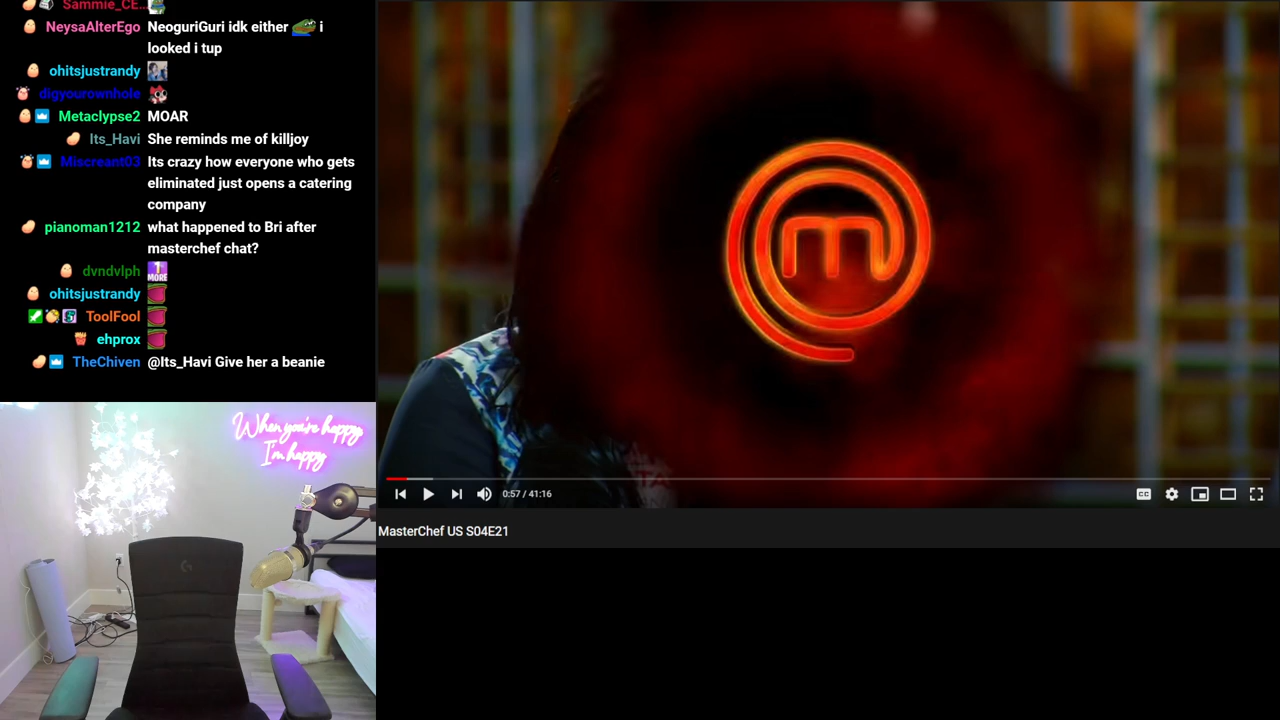 Sammie_CE...
NeysaAlterEgo NeoguriGuri idk either i
looked i tup
ohitsjustrandy
digyourownhole
Metaclypse2 MOAR
Its_Havi She reminds me of killjoy
Miscreant03 Its crazy how everyone who gets
eliminated just opens a catering
company
pianoman1212 what happened to Bri after
masterchef chat?
dvndvlph 1 MORE
ohitsjustrandy
ToolFool
ehprox
TheChiven @Its_Havi Give her a beanie
When you're happy
I'm happy
G
m
0:57 / 41:16
CC
MasterChef US S04E21